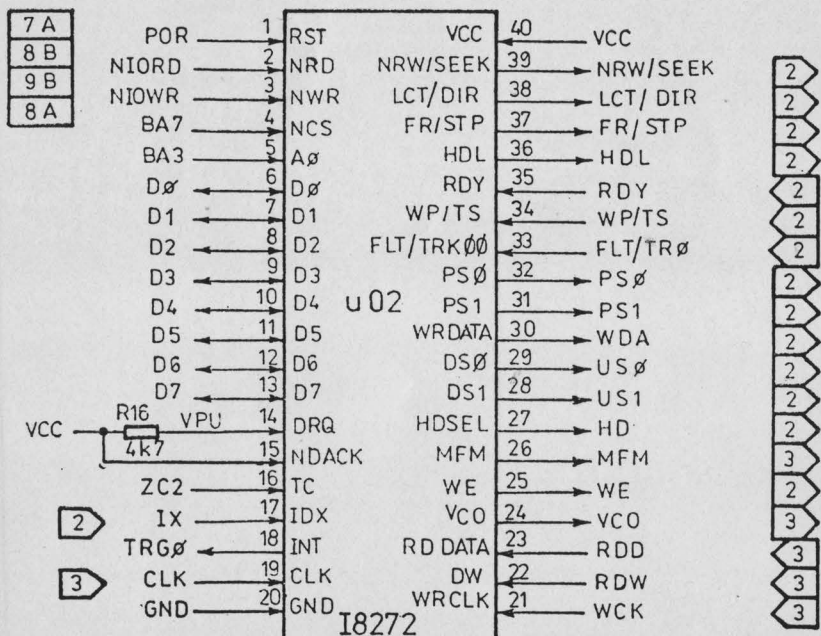 7A
8B
9B
8A
POR 1 RST VCC 40 VCC
NIORD 2 NRD NRW/SEEK 39 NRW/SEEK 2
NIOWR 3 NWR LCT/DIR 38 LCT/DIR 2
BA7 4 NCS FR/STP 37 FR/STP 2
BA3 5 AØ HDL 36 HDL 2
DØ 6 DØ RDY 35 RDY 2
D1 7 D1 WP/TS 34 WP/TS 2
D2 8 D2 FLT/TRKØØ 33 FLT/TRØ 2
D3 9 D3 PSØ 32 PSØ 2
D4 10 D4 u02 PS1 31 PS1 2
D5 11 D5 WRDATA 30 WDA 2
D6 12 D6 DSØ 29 USØ 2
D7 13 D7 DS1 28 US1 2
VCC R16 4k7 VPU 14 DRQ HDSEL 27 HD 2
15 NDACK MFM 26 MFM 3
ZC2 16 TC WE 25 WE 2
2 IX 17 IDX VCO 24 VCO 3
TRGØ 18 INT RD DATA 23 RDD 3
3 CLK 19 CLK DW 22 RDW 3
GND 20 GND WRCLK 21 WCK 3
I8272